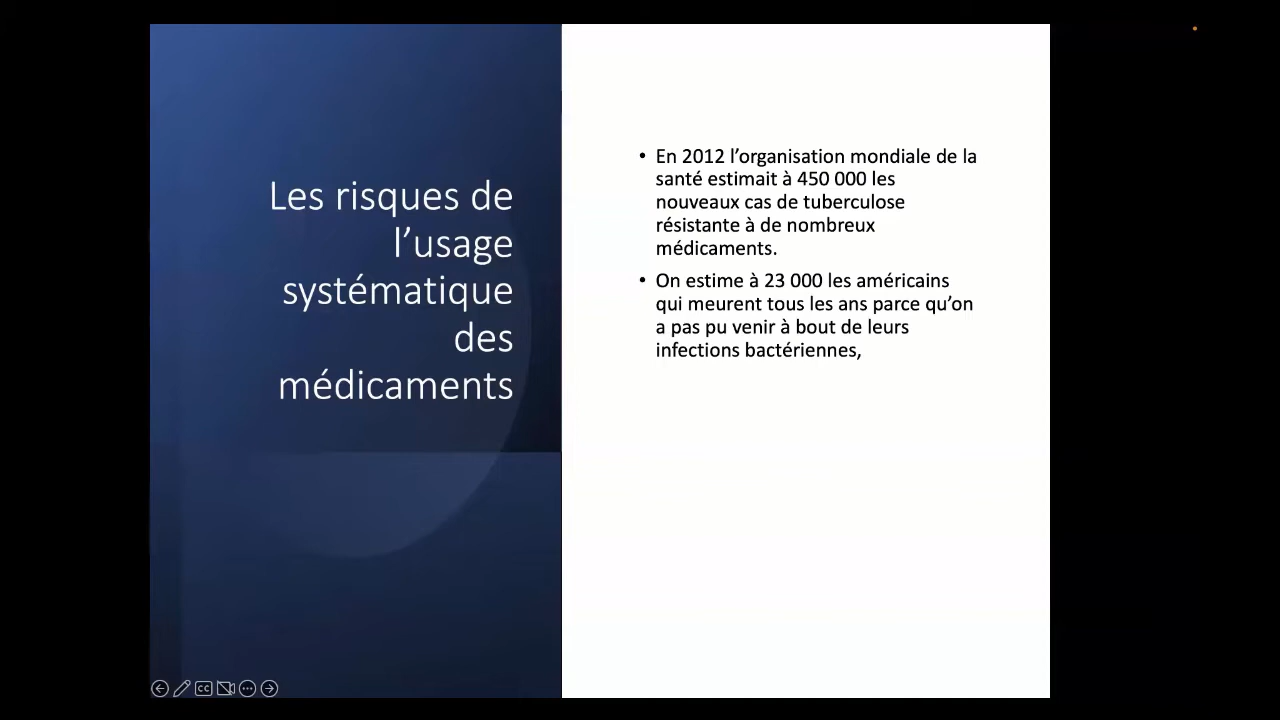 Les risques de
l’usage
systématique
des
médicaments
• En 2012 l’organisation mondiale de la
santé estimait à 450 000 les
nouveaux cas de tuberculose
résistante à de nombreux
médicaments.
• On estime à 23 000 les américains
qui meurent tous les ans parce qu’on
a pas pu venir à bout de leurs
infections bactériennes,
CC